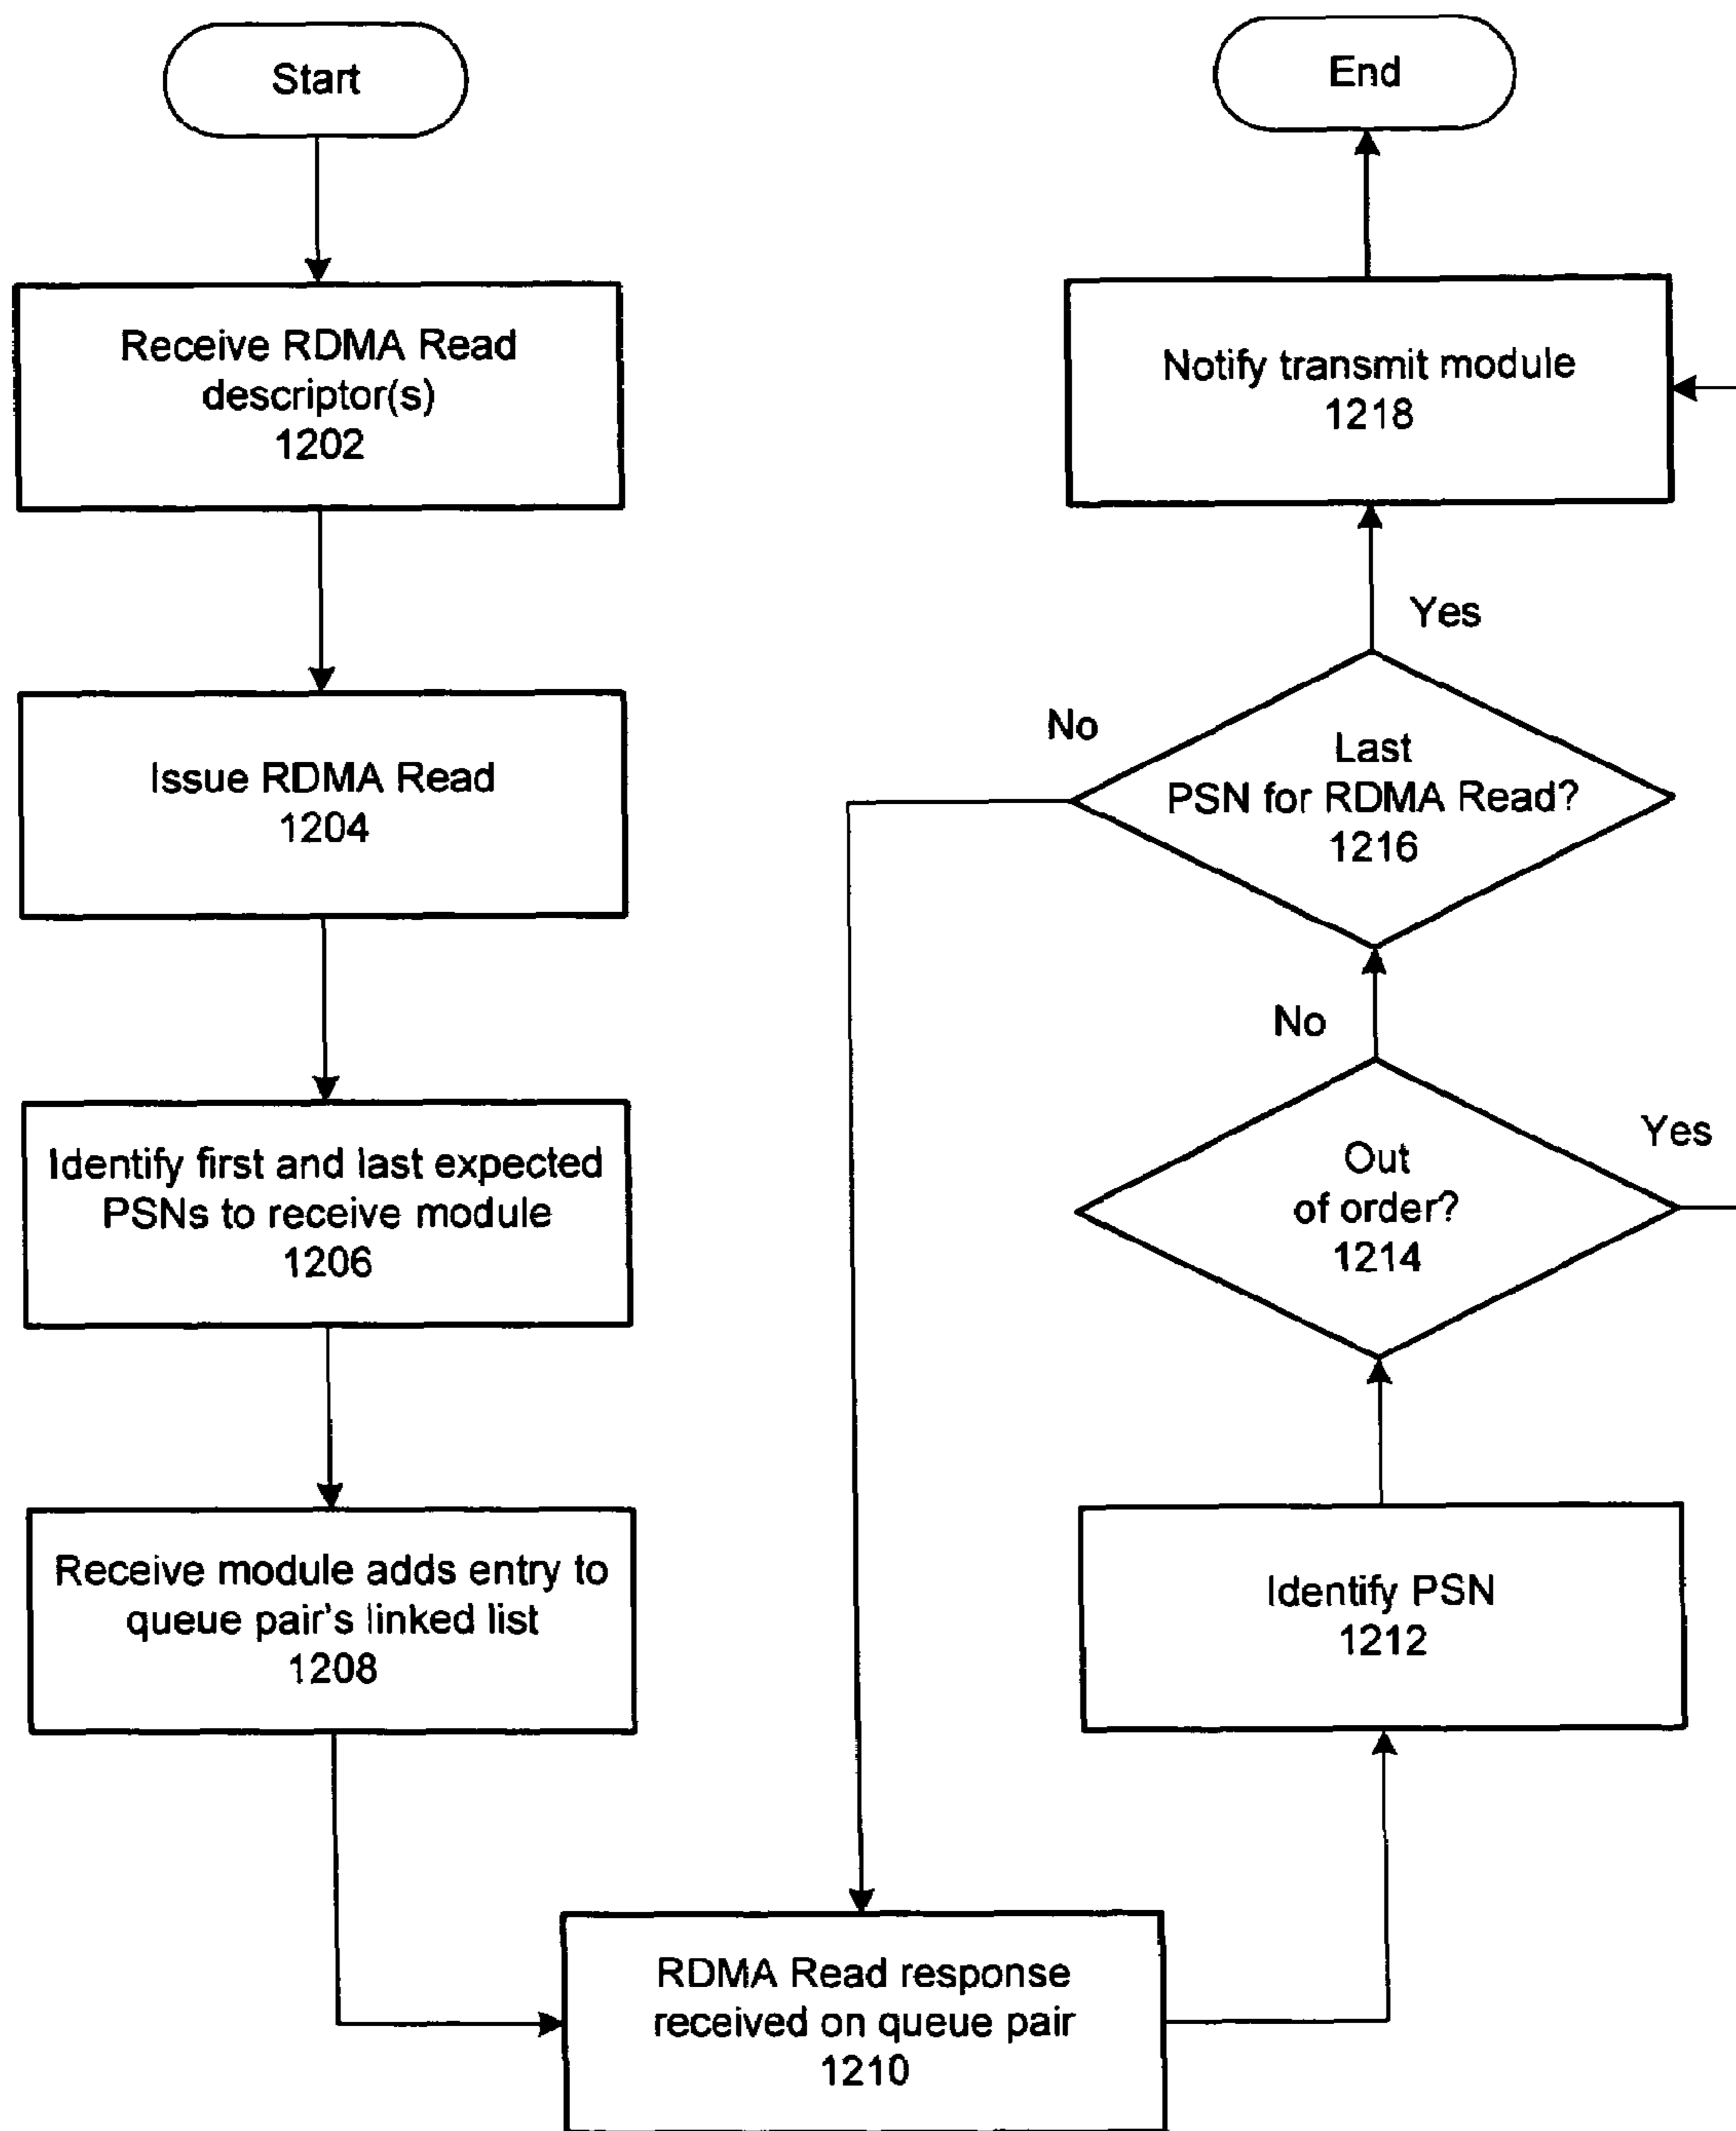 Start
Receive RDMA Read
descriptor(s)
1202
Issue RDMA Read
1204
Identify first and last expected
PSNs to receive module
1206
Receive module adds entry to
queue pair's linked list
1208
RDMA Read response
received on queue pair
1210
Identify PSN
1212
Out
of order?
1214
Yes
No
Last
PSN for RDMA Read?
1216
No
Yes
Notify transmit module
1218
End